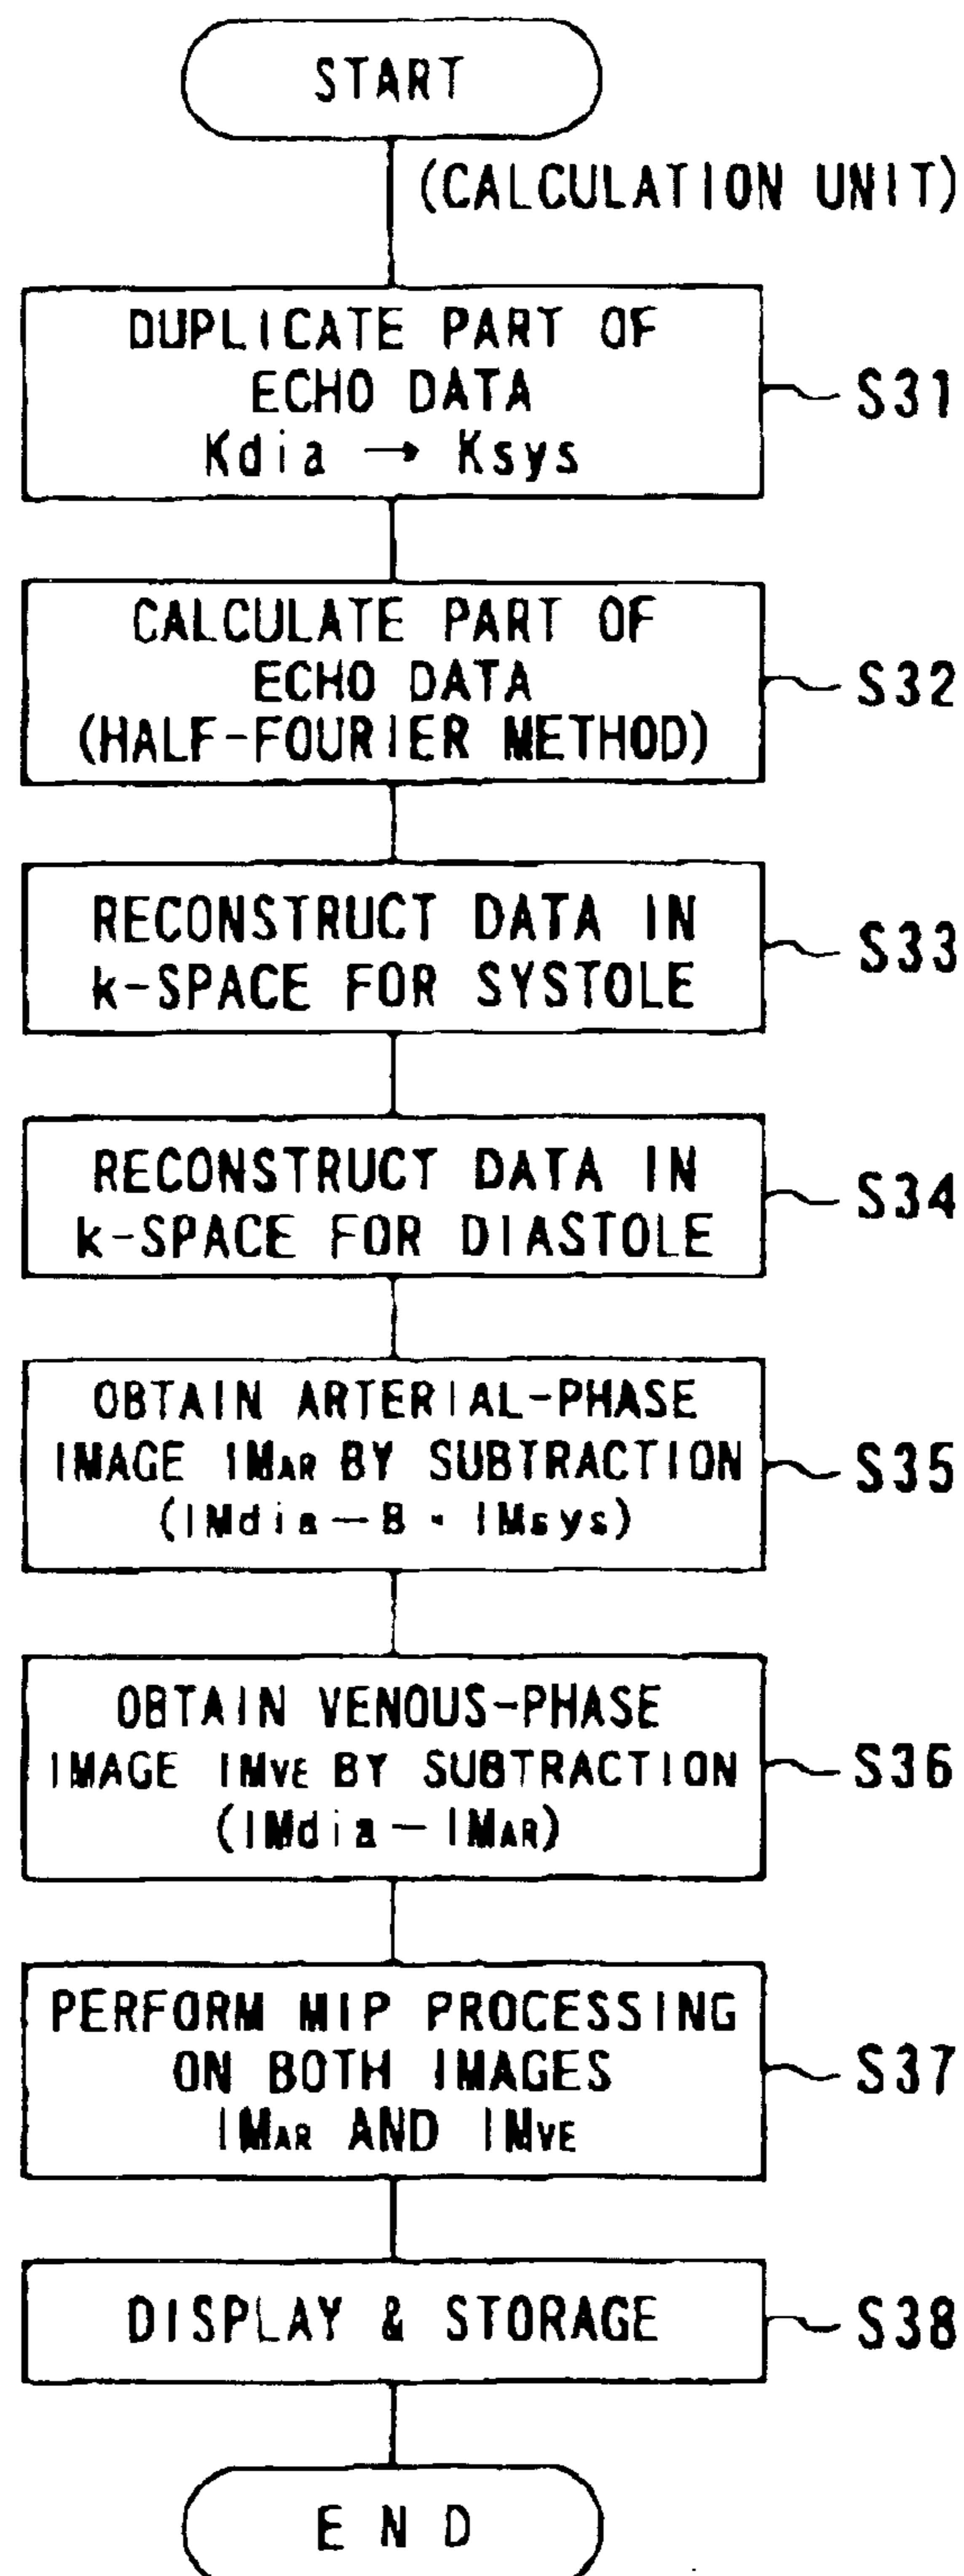 START
(CALCULATION UNIT)
DUPLICATE PART OF
ECHO DATA
Kdia → Ksys
S31
CALCULATE PART OF
ECHO DATA
(HALF-FOURIER METHOD)
S32
RECONSTRUCT DATA IN
k-SPACE FOR SYSTOLE
S33
RECONSTRUCT DATA IN
k-SPACE FOR DIASTOLE
S34
OBTAIN ARTERIAL-PHASE
IMAGE IMAR BY SUBTRACTION
(IMdia-B・IMsys)
S35
OBTAIN VENOUS-PHASE
IMAGE IMVE BY SUBTRACTION
(IMdia-IMAR)
S36
PERFORM MIP PROCESSING
ON BOTH IMAGES
IMAR AND IMVE
S37
DISPLAY & STORAGE
S38
END